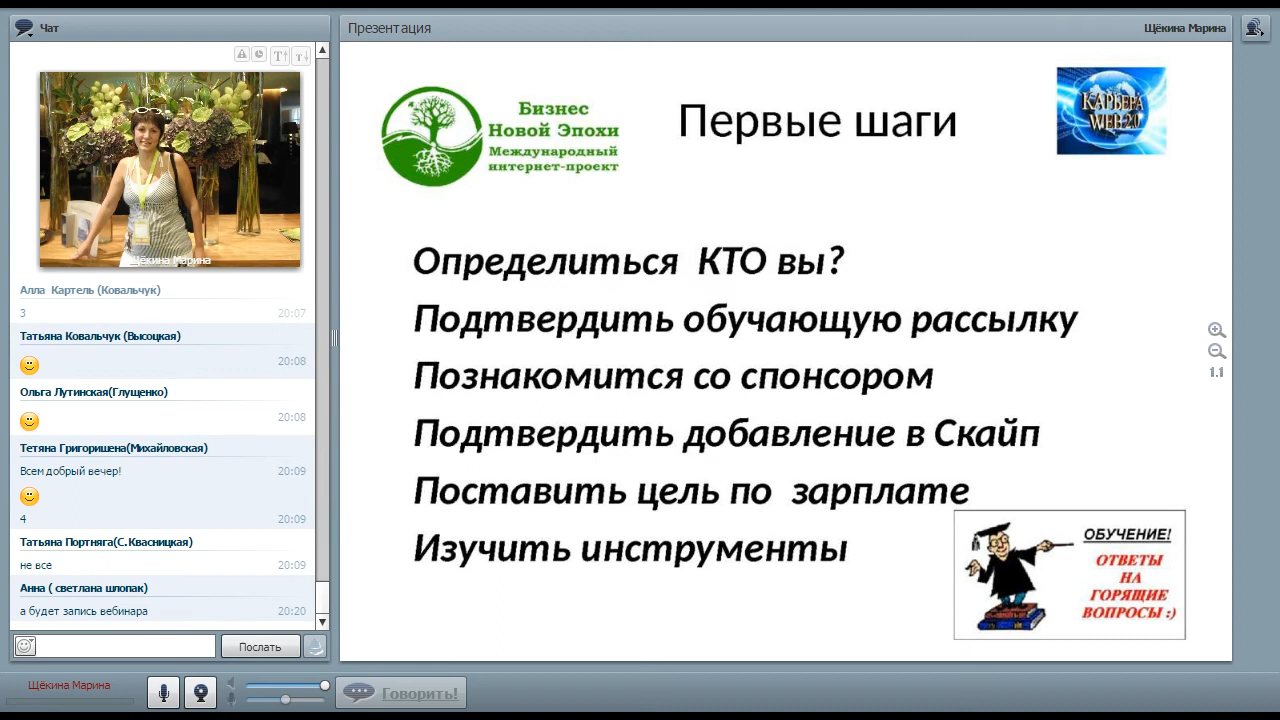 Чат
Щёкина Марина
Алла Картель (Ковальчук)
3 20:07
Татьяна Ковальчук (Высоцкая)
20:08
Ольга Лутинская(Глущенко)
20:08
Тетяна Григоришена(Михайловская)
Всем добрый вечер! 20:09
4 20:09
Татьяна Портняга(С.Квасницкая)
не все 20:09
Анна ( светлана шлопак)
а будет запись вебинара 20:20
Послать
Презентация Щёкина Марина
Бизнес
Новой Эпохи
Международный
интернет-проект
Первые шаги
КАРЬЕРА
WEB 2.0
Определиться КТО вы?
Подтвердить обучающую рассылку
Познакомится со спонсором
Подтвердить добавление в Скайп
Поставить цель по зарплате
Изучить инструменты
ОБУЧЕНИЕ!
ОТВЕТЫ
НА
ГОРЯЩИЕ
ВОПРОСЫ :)
1.1
Щёкина Марина
Говорить!